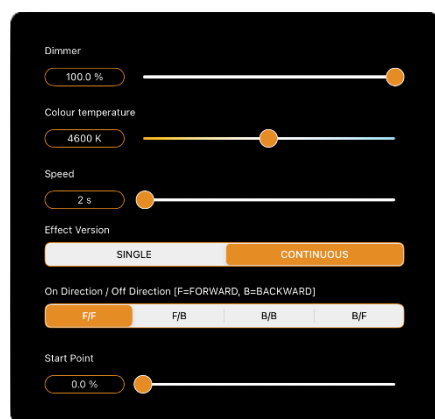 Dimmer
100.0 %
Colour temperature
4600 K
Speed
2 s
Effect Version
SINGLE CONTINUOUS
On Direction / Off Direction [F=FORWARD, B=BACKWARD]
F/F F/B B/B B/F
Start Point
0.0 %